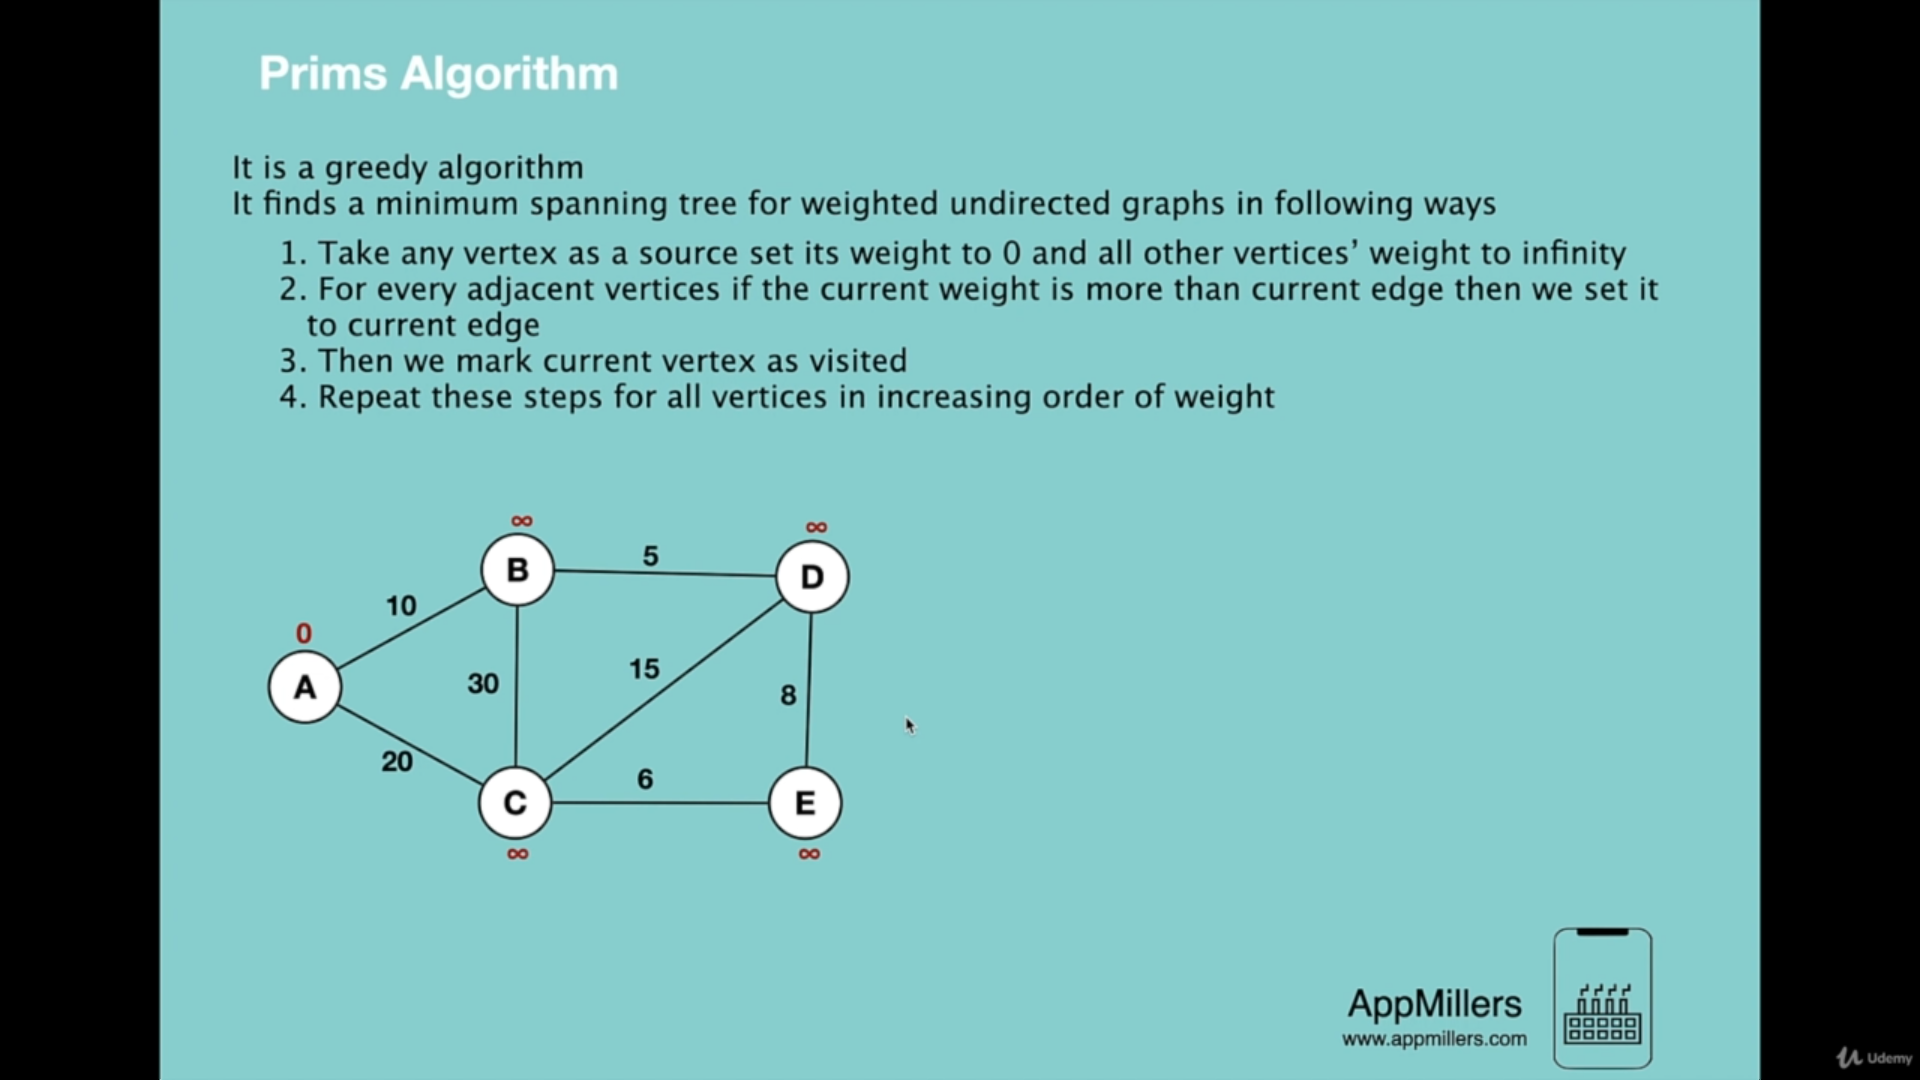 Prims Algorithm
It is a greedy algorithm
It finds a minimum spanning tree for weighted undirected graphs in following ways
1. Take any vertex as a source set its weight to 0 and all other vertices’ weight to infinity
2. For every adjacent vertices if the current weight is more than current edge then we set it
to current edge
3. Then we mark current vertex as visited
4. Repeat these steps for all vertices in increasing order of weight
∞
∞
B
5
D
10
0
A
30
15
8
20
6
C
E
∞
∞
AppMillers
www.appmillers.com
Udemy